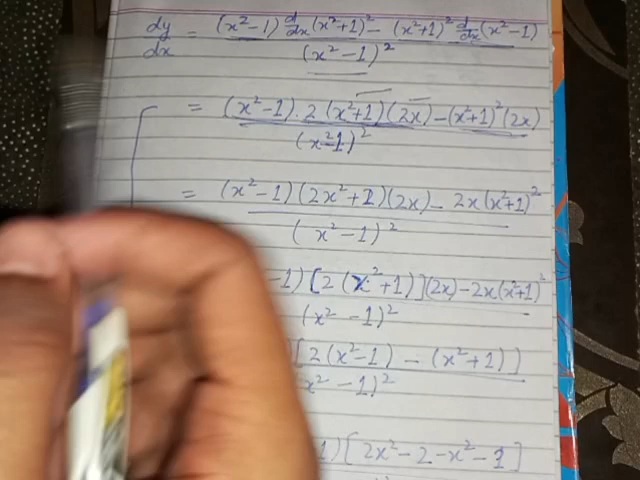 dy/dx = (x²-1) d/dx (x²+1)² - (x²+1)² d/dx (x²-1) / (x²-1)²
= (x²-1).2(x²+1)(2x)-(x²+1)²(2x) / (x²-1)²
= (x²-1)(2x²+2)(2x)-2x(x²+1)² / (x²-1)²
-1)[2(x²+1)](2x)-2x(x²+1)² / (x²-1)²
[2(x²-1)-(x²+1)] / x²-1)²
1)[2x²-2-x²-1]